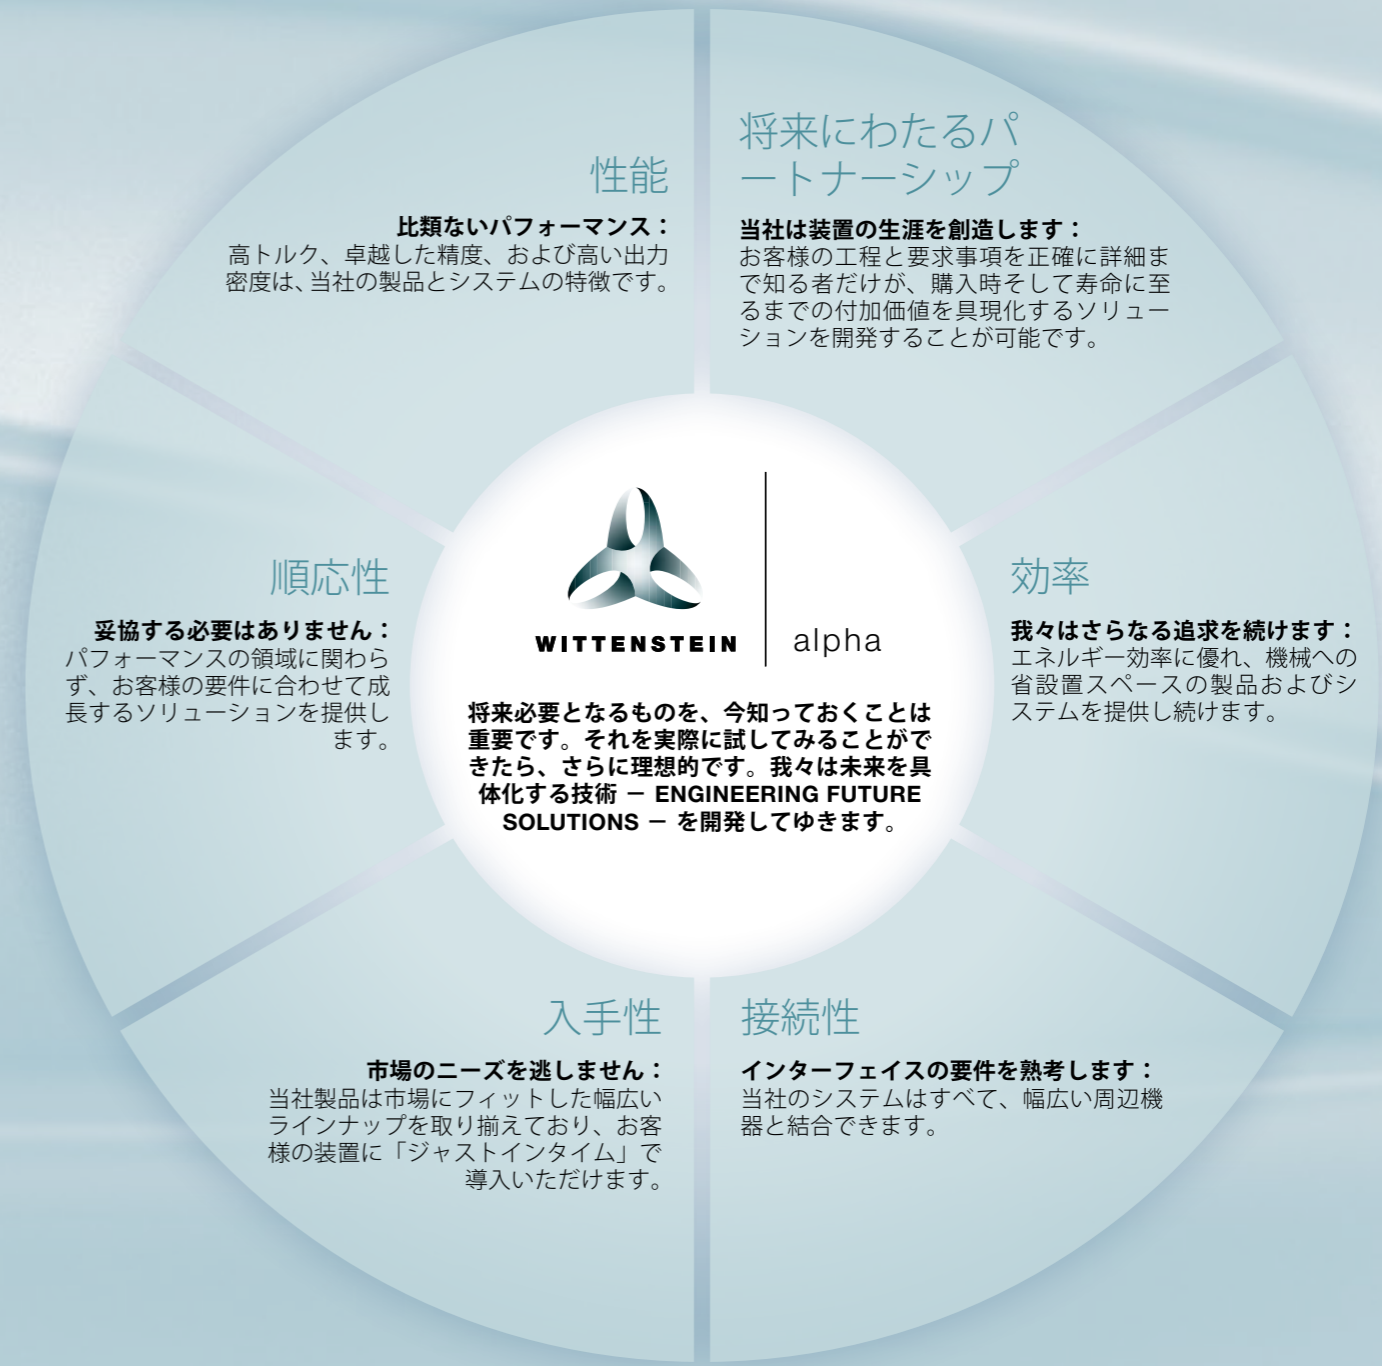 性能
比類ないパフォーマンス：
高トルク、卓越した精度、および高い出力
密度は、当社の製品とシステムの特徴です。
将来にわたるパ
ートナーシップ
当社は装置の生涯を創造します：
お客様の工程と要求事項を正確に詳細ま
で知る者だけが、購入時そして寿命に至
るまでの付加価値を具現化するソリュー
ションを開発することが可能です。
順応性
妥協する必要はありません：
パフォーマンスの領域に関わら
ず、お客様の要件に合わせて成
長するソリューションを提供し
ます。
WITTENSTEIN
alpha
将来必要となるものを、今知っておくことは
重要です。それを実際に試してみることがで
きたら、さらに理想的です。我々は未来を具
体化する技術 － ENGINEERING FUTURE
SOLUTIONS － を開発してゆきます。
効率
我々はさらなる追求を続けます：
エネルギー効率に優れ、機械への
省設置スペースの製品およびシ
ステムを提供し続けます。
入手性
市場のニーズを逃しません：
当社製品は市場にフィットした幅広い
ラインナップを取り揃えており、お客
様の装置に「ジャストインタイム」で
導入いただけます。
接続性
インターフェイスの要件を熟考します：
当社のシステムはすべて、幅広い周辺機
器と結合できます。